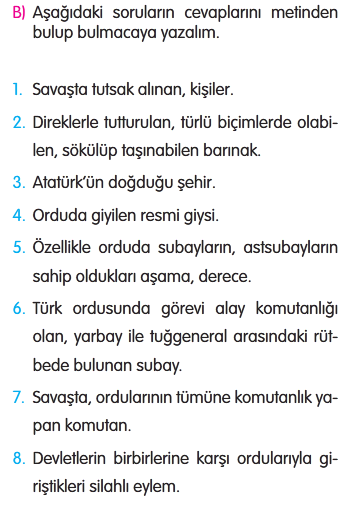 B) Aşağıdaki soruların cevaplarını metinden
bulup bulmacaya yazalım.
1. Savaşta tutsak alınan, kişiler.
2. Direklerle tutturulan, türlü biçimlerde olabi-
len, sökülüp taşınabilen barınak.
3. Atatürk'ün doğduğu şehir.
4. Orduda giyilen resmi giysi.
5. Özellikle orduda subayların, astsubayların
sahip oldukları aşama, derece.
6. Türk ordusunda görevi alay komutanlığı
olan, yarbay ile tuğgeneral arasındaki rüt-
bede bulunan subay.
7. Savaşta, ordularının tümüne komutanlık ya-
pan komutan.
8. Devletlerin birbirlerine karşı ordularıyla gi-
riştikleri silahlı eylem.